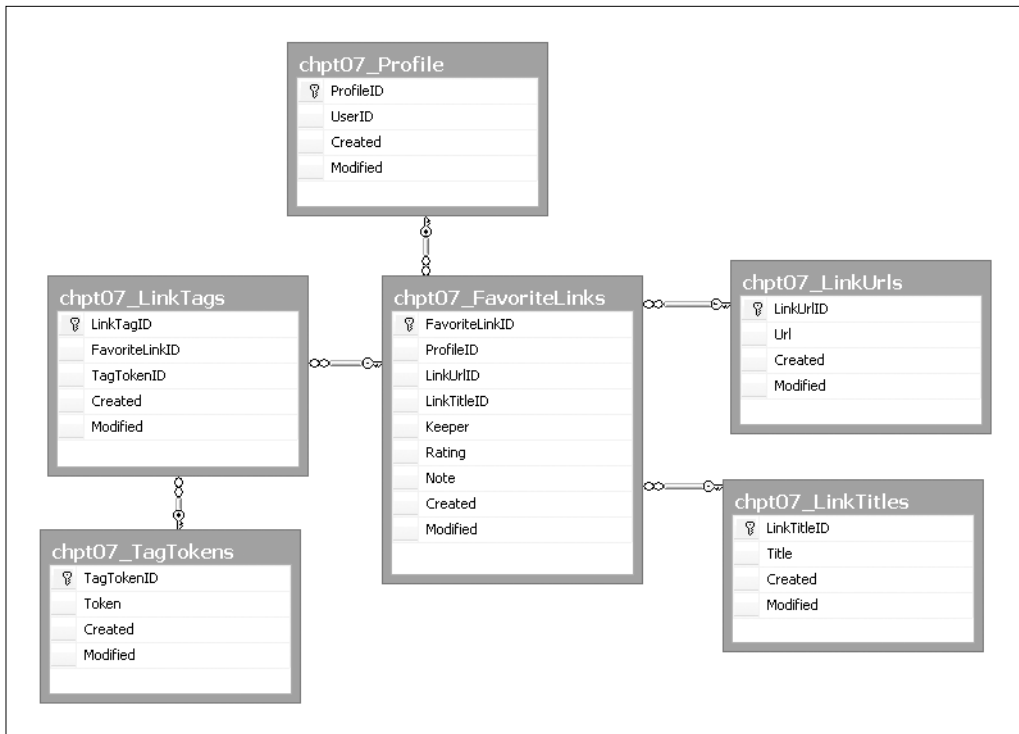 chpt07_Profile
ProfileID
UserID
Created
Modified
chpt07_LinkTags
LinkTagID
FavoriteLinkID
TagTokenID
Created
Modified
chpt07_FavoriteLinks
FavoriteLinkID
ProfileID
LinkUrlID
LinkTitleID
Keeper
Rating
Note
Created
Modified
chpt07_LinkUrls
LinkUrlID
Url
Created
Modified
chpt07_TagTokens
TagTokenID
Token
Created
Modified
chpt07_LinkTitles
LinkTitleID
Title
Created
Modified